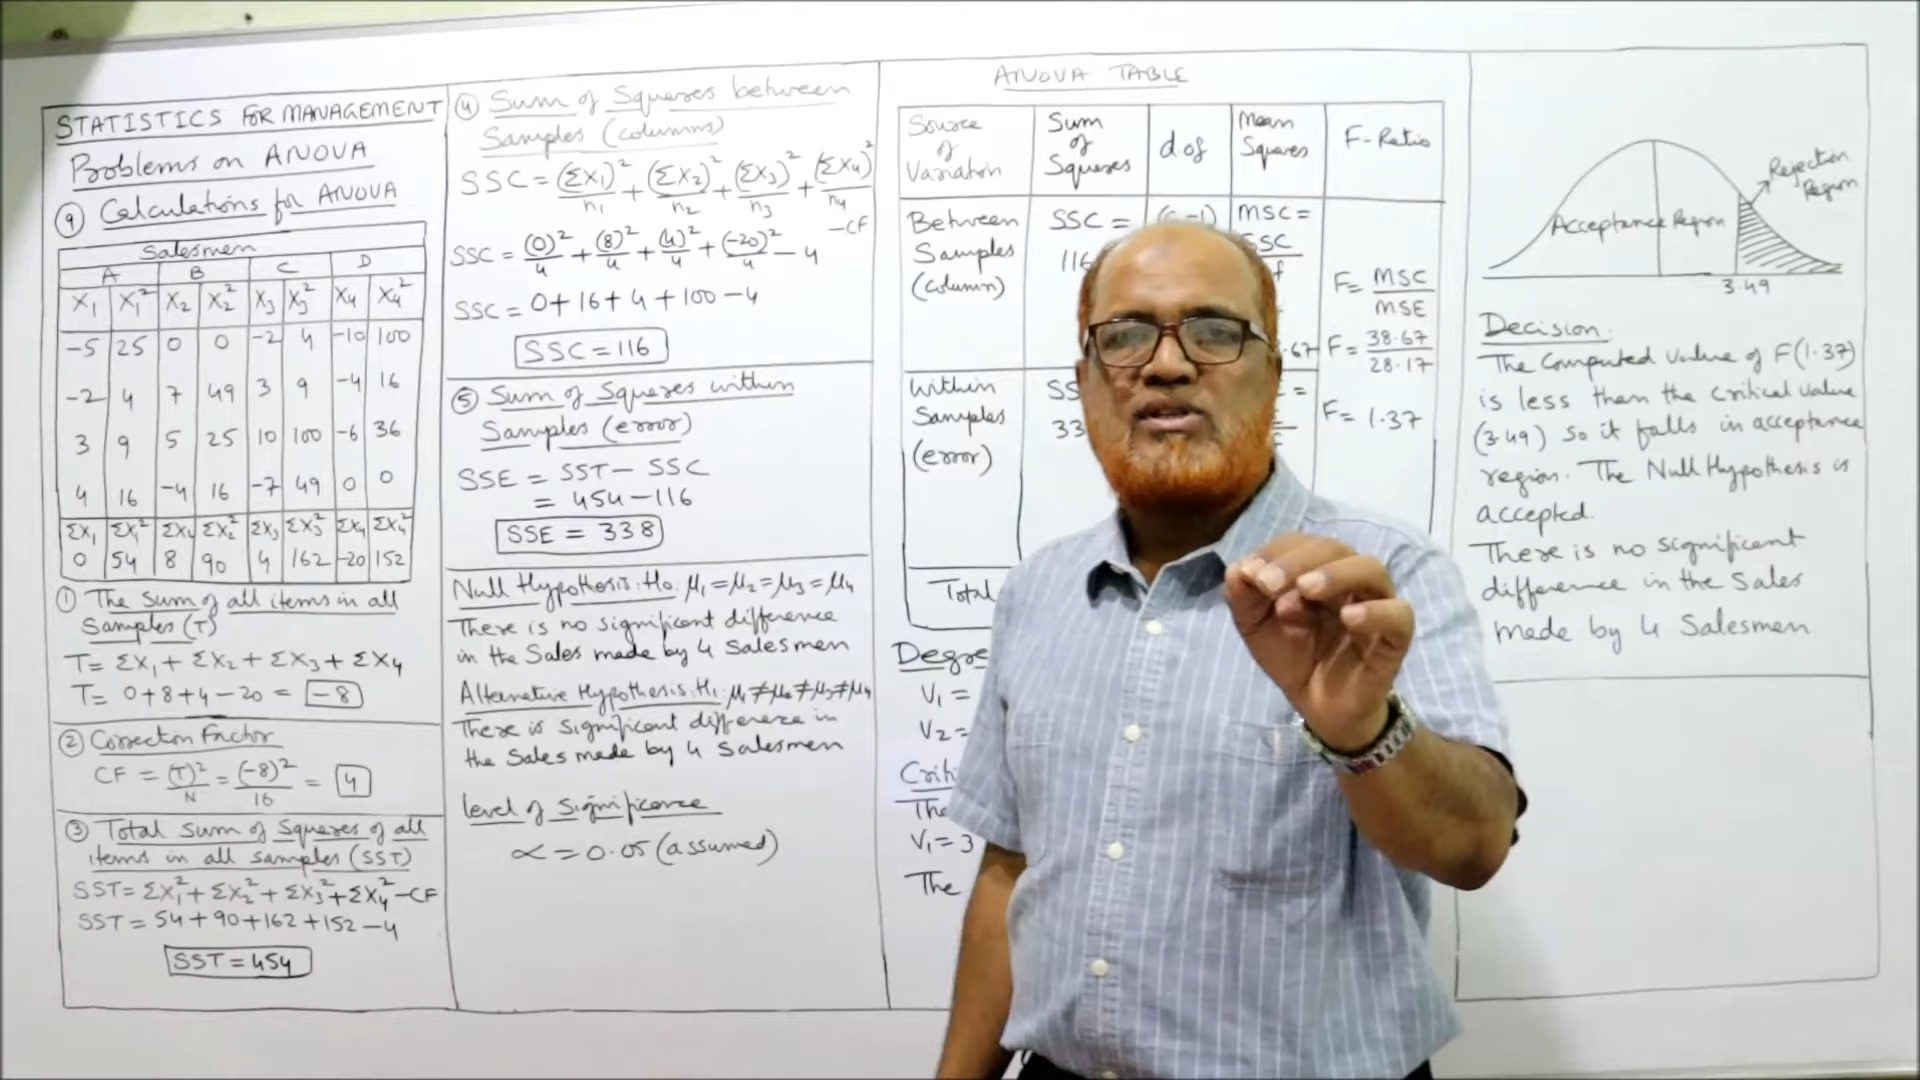 STATISTICS FOR MANAGEMENT
Problems on ANOVA
⑨ Calculations for ANOVA
Salesmen
A B C D
X₁ X₁² X₂ X₂² X₃ X₃² X₄ X₄²
-5 25 0 0 -2 4 -10 100
-2 4 7 49 3 9 -4 16
3 9 5 25 10 100 -6 36
4 16 -4 16 -7 49 0 0
ΣX₁ ΣX₁² ΣX₂ ΣX₂² ΣX₃ ΣX₃² ΣX₄ ΣX₄²
0 54 8 90 4 162 -20 152
① The Sum of all items in all
Samples (T)
T= ΣX₁ + ΣX₂ + ΣX₃ + ΣX₄
T= 0+8+4-20 = -8
② Correction Factor
CF = (T)²/N = (-8)²/16 = 4
③ Total Sum of Squares of all
items in all samples (SST)
SST= ΣX₁² + ΣX₂² + ΣX₃² + ΣX₄² - CF
SST = 54+90+162+152-4
SST = 454
④ Sum of Squares between
Samples (columns)
SSC = (ΣX₁)²/n₁ + (ΣX₂)²/n₂ + (ΣX₃)²/n₃ + (ΣX₄)²/n₄ - CF
SSC = (0)²/4 + (8)²/4 + (4)²/4 + (-20)²/4 - 4
SSC = 0+16+4+100-4
SSC = 116
⑤ Sum of Squares within
Samples (error)
SSE = SST - SSC
= 454-116
SSE = 338
Null Hypothesis: H₀: μ₁=μ₂=μ₃=μ₄
There is no significant difference
in the Sales made by 4 Salesmen
Alternative Hypothesis: H₁: μ₁≠μ₂≠μ₃≠μ₄
There is significant difference in
the Sales made by 4 Salesmen
level of significance
α = 0.05 (assumed)
ANOVA TABLE
Source of Variation
Sum of Squares
d of
Mean Squares
F-Ratio
Between Samples (column)
SSC =
116
MSC =
SSC
F = MSC/MSE
F = 38.67/28.17
F = 1.37
Within Samples (error)
Total
V₁ =
V₂ =
V₁ = 3
The
Acceptance Region
Rejection Region
3.49
Decision:
The Computed Value of F(1.37)
is less than the critical value
(3.49) so it falls in acceptance
region. The Null Hypothesis is
accepted.
There is no significant
difference in the Sales
made by 4 Salesmen